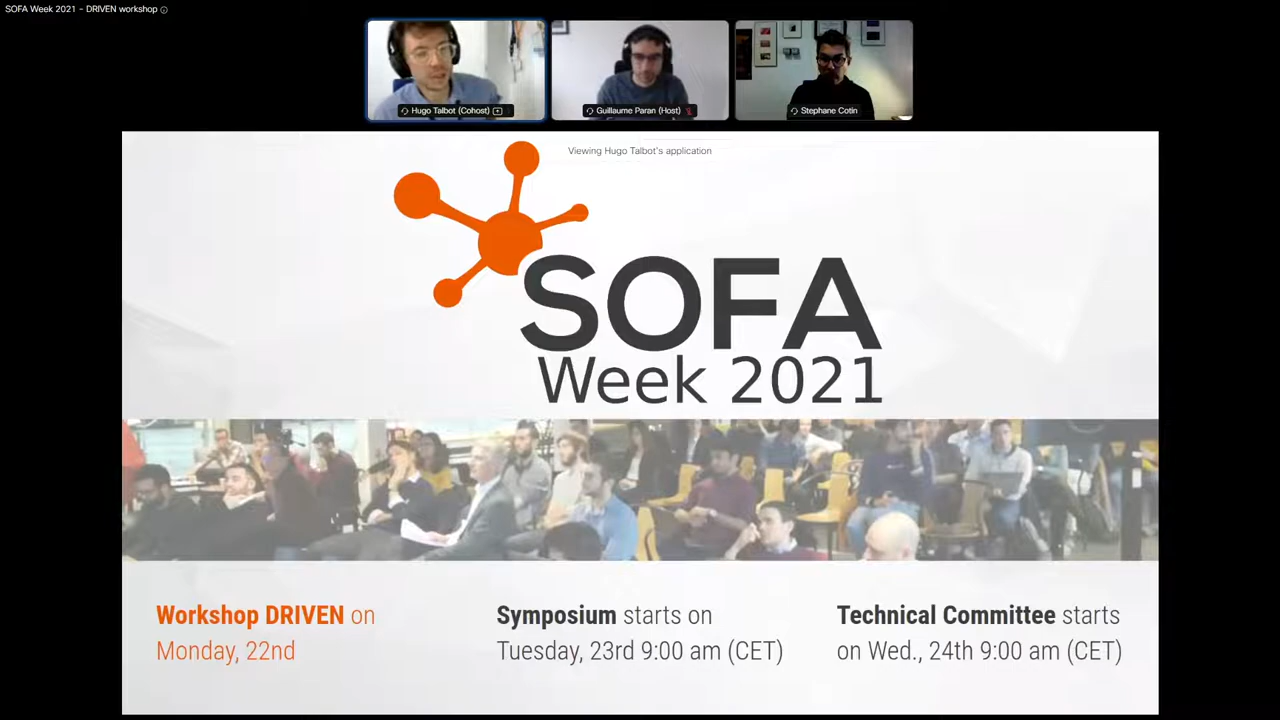 SOFA Week 2021 - DRIVEN workshop
Hugo Talbot (Cohost)
Guillaume Paran (Host)
Stephane Cotin
Viewing Hugo Talbot's application
SOFA
Week 2021
Workshop DRIVEN on
Monday, 22nd
Symposium starts on
Tuesday, 23rd 9:00 am (CET)
Technical Committee starts
on Wed., 24th 9:00 am (CET)